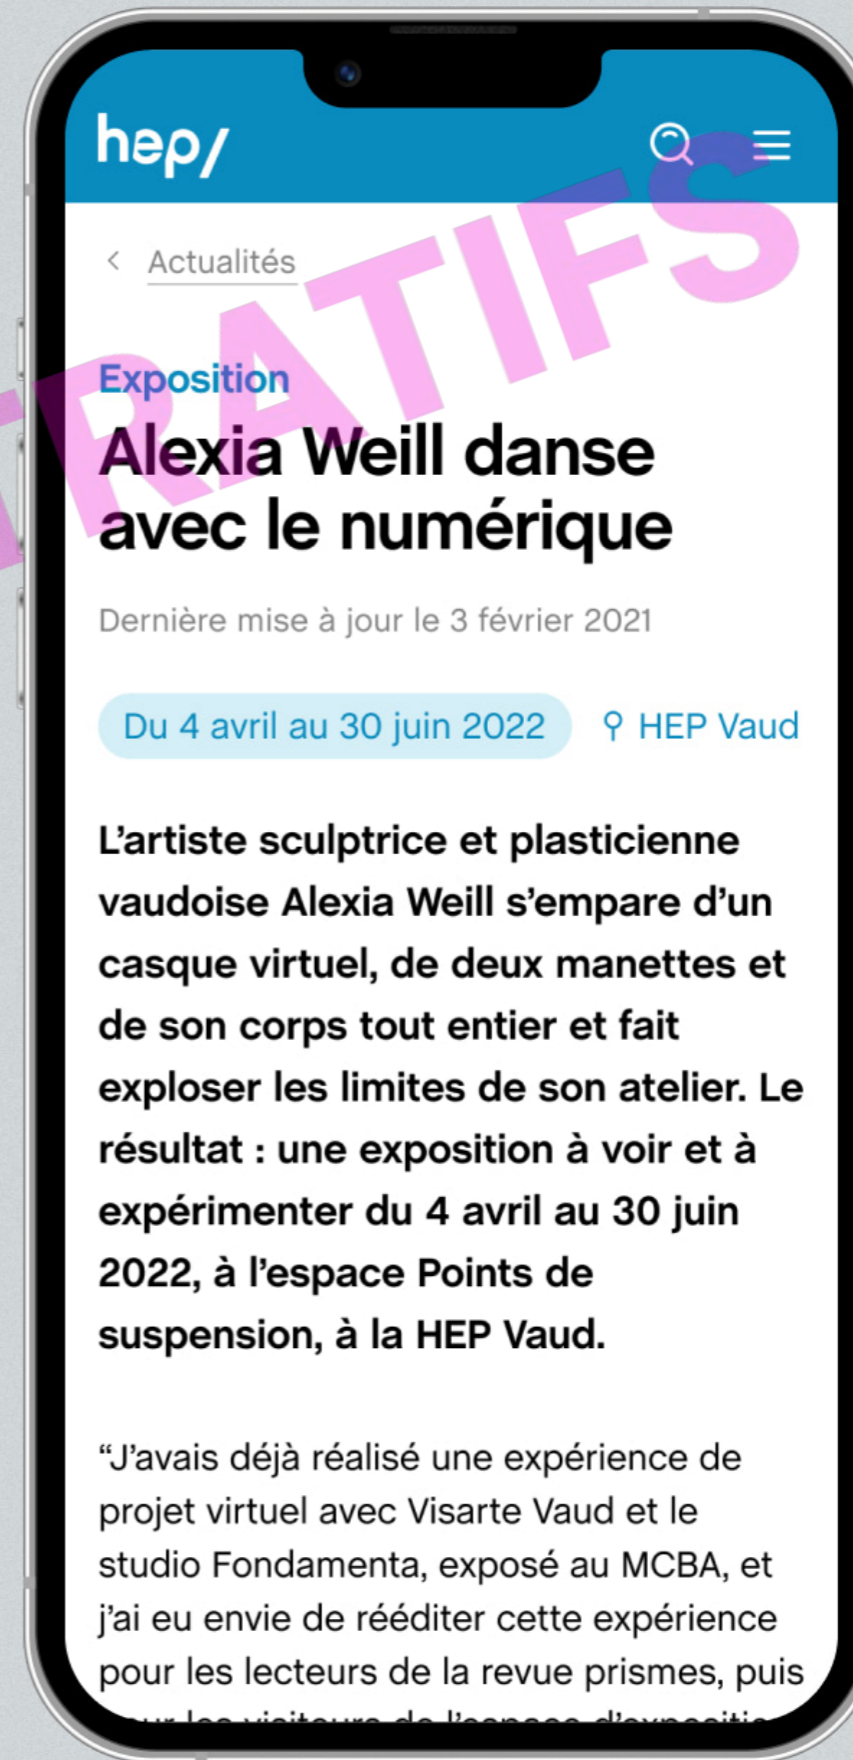 hep/
Actualités
Exposition
Alexia Weill danse
avec le numérique
Dernière mise à jour le 3 février 2021
Du 4 avril au 30 juin 2022 HEP Vaud
L’artiste sculptrice et plasticienne
vaudoise Alexia Weill s’empare d’un
casque virtuel, de deux manettes et
de son corps tout entier et fait
exploser les limites de son atelier. Le
résultat : une exposition à voir et à
expérimenter du 4 avril au 30 juin
2022, à l’espace Points de
suspension, à la HEP Vaud.
“J’avais déjà réalisé une expérience de
projet virtuel avec Visarte Vaud et le
studio Fondamenta, exposé au MCBA, et
j’ai eu envie de rééditer cette expérience
pour les lecteurs de la revue prismes, puis
les visiteurs de l’espace
TRATIFS